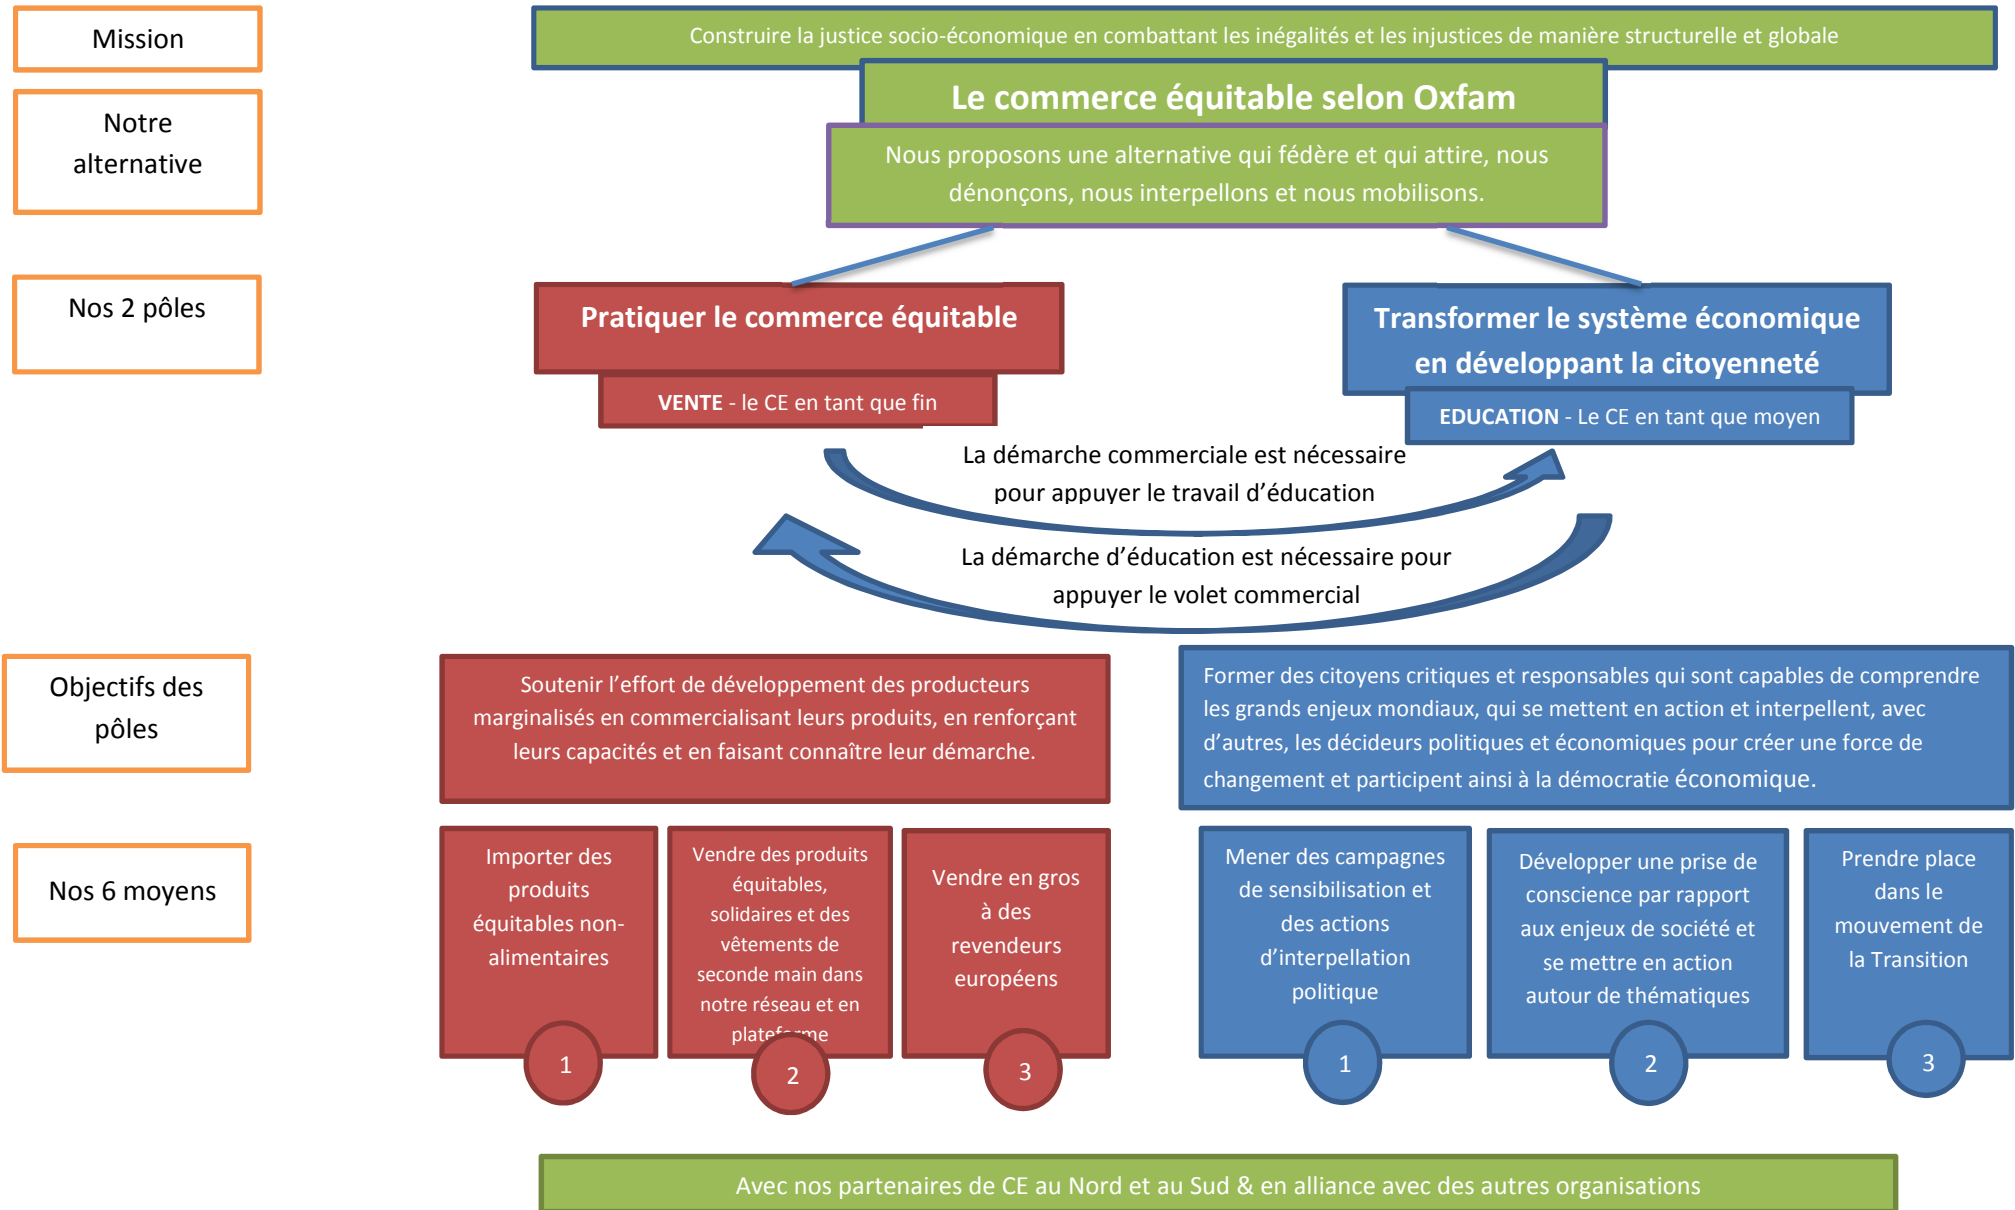 Mission
Construire la justice socio-économique en combattant les inégalités et les injustices de manière structurelle et globale
Notre
alternative
Le commerce équitable selon Oxfam
Nous proposons une alternative qui fédère et qui attire, nous
dénonçons, nous interpellons et nous mobilisons.
Nos 2 pôles
Pratiquer le commerce équitable
VENTE - le CE en tant que fin
Transformer le système économique
en développant la citoyenneté
EDUCATION - Le CE en tant que moyen
La démarche commerciale est nécessaire
pour appuyer le travail d’éducation
La démarche d’éducation est nécessaire pour
appuyer le volet commercial
Objectifs des
pôles
Soutenir l’effort de développement des producteurs
marginalisés en commercialisant leurs produits, en renforçant
leurs capacités et en faisant connaître leur démarche.
Former des citoyens critiques et responsables qui sont capables de comprendre
les grands enjeux mondiaux, qui se mettent en action et interpellent, avec
d’autres, les décideurs politiques et économiques pour créer une force de
changement et participent ainsi à la démocratie économique.
Nos 6 moyens
Importer des
produits
équitables non-
alimentaires
1
Vendre des produits
équitables,
solidaires et des
vêtements de
seconde main dans
notre réseau et en
plateforme
2
Vendre en gros
à des
revendeurs
européens
3
Mener des campagnes
de sensibilisation et
des actions
d’interpellation
politique
1
Développer une prise de
conscience par rapport
aux enjeux de société et
se mettre en action
autour de thématiques
2
Prendre place
dans le
mouvement de
la Transition
3
Avec nos partenaires de CE au Nord et au Sud & en alliance avec des autres organisations